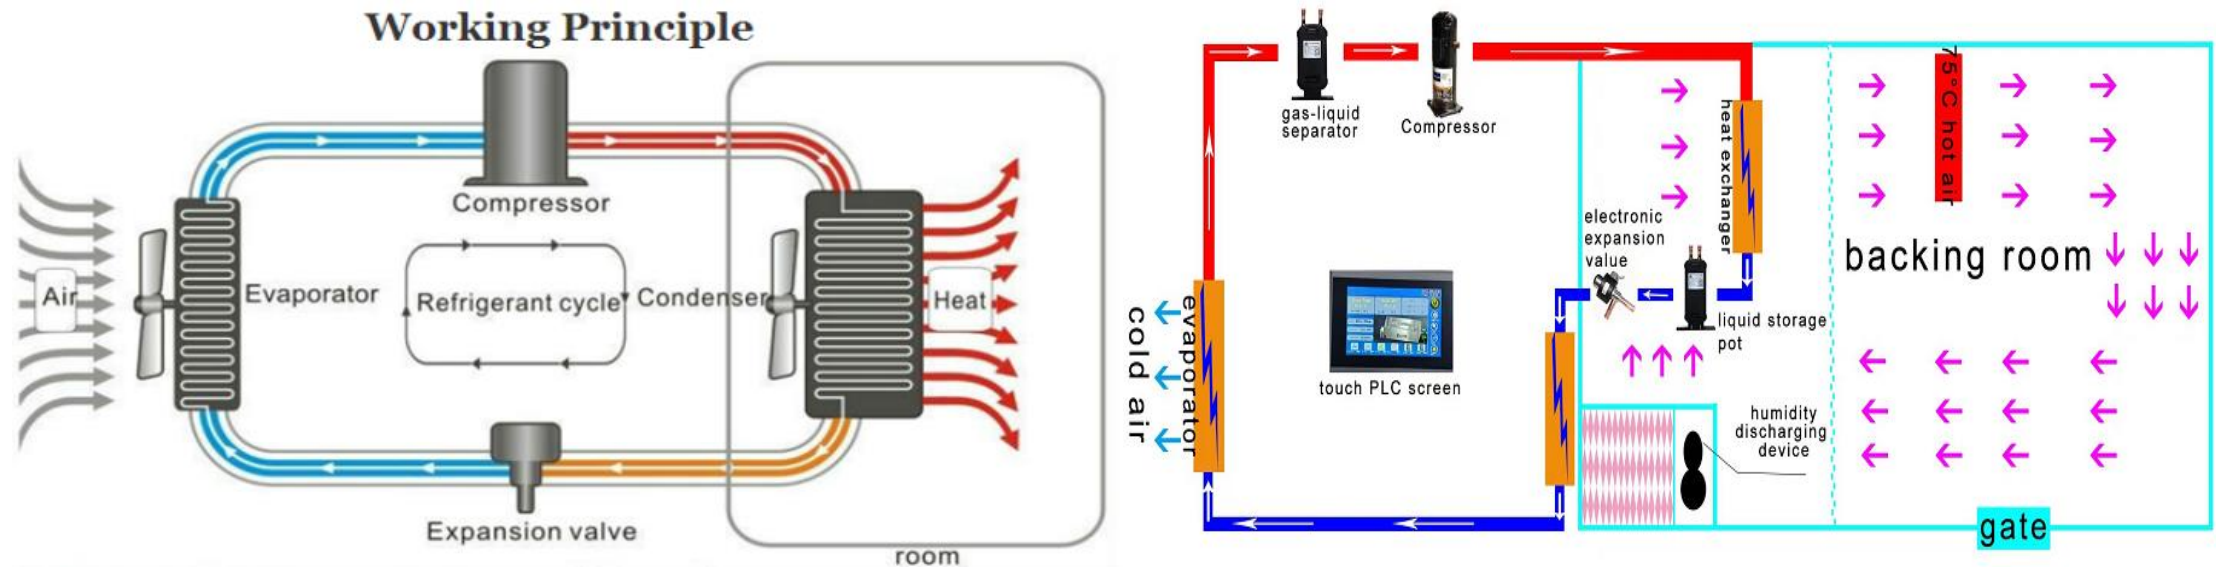 Working Principle
Compressor
Air
Evaporator
Refrigerant cycle
Condenser
Heat
Expansion valve
room
gas-liquid
separator
Compressor
heat exchanger
75°C hot air
electronic
expansion
value
backing room
liquid storage
pot
evaporator
cold air
touch PLC screen
humidity
discharging
device
gate